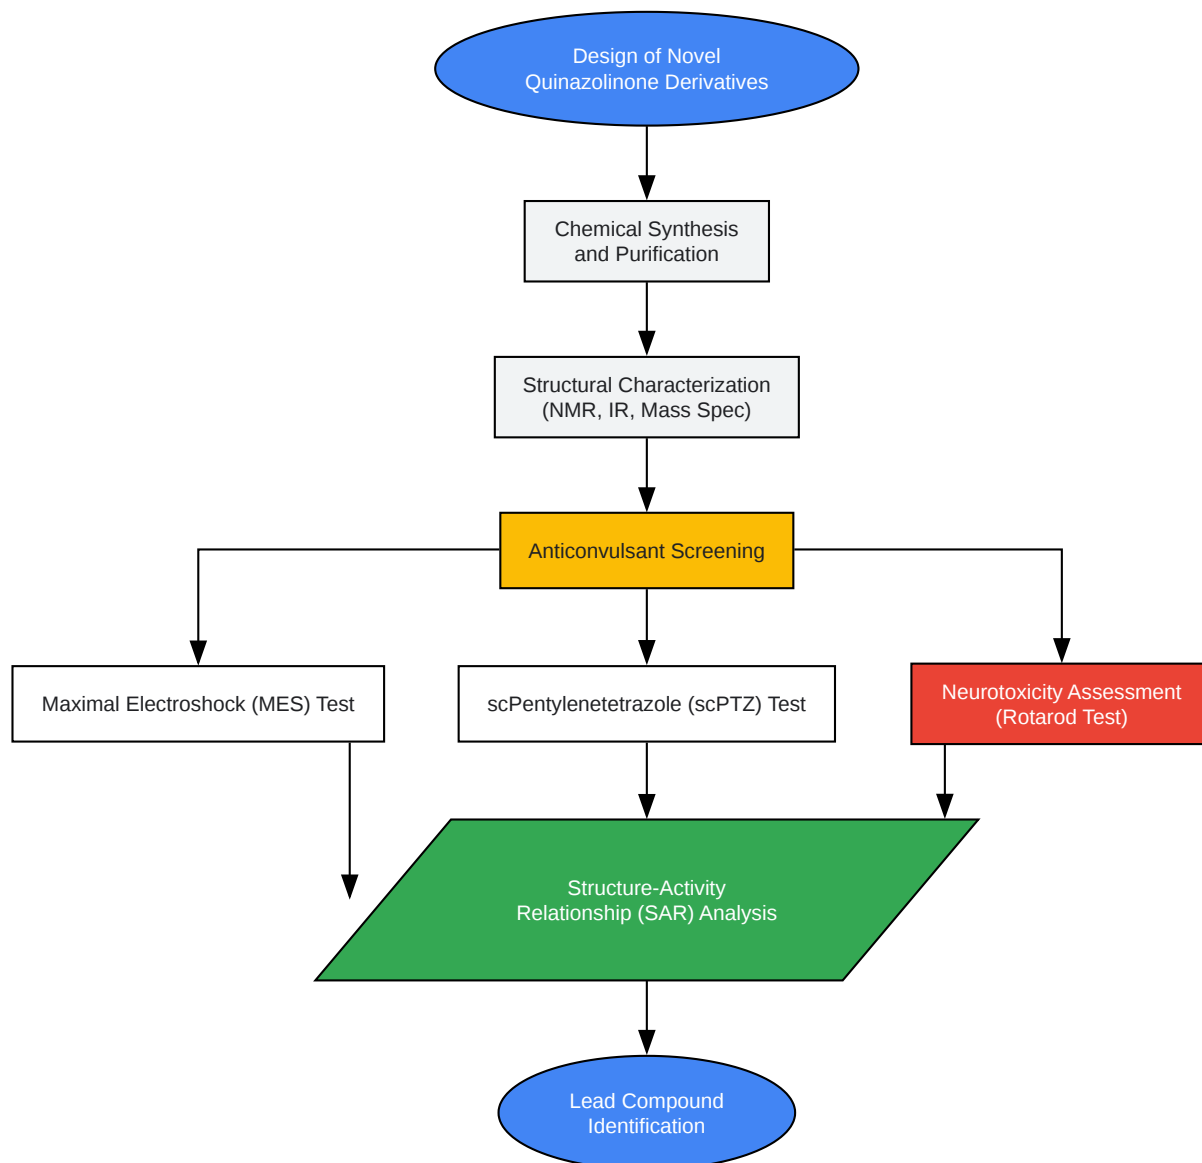 Design of Novel
Quinazolinone Derivatives
Chemical Synthesis
and Purification
Structural Characterization
(NMR, IR, Mass Spec)
Anticonvulsant Screening
Maximal Electroshock (MES) Test
scPentylenetetrazole (scPTZ) Test
Neurotoxicity Assessment
(Rotarod Test)
Structure-Activity
Relationship (SAR) Analysis
Lead Compound
Identification